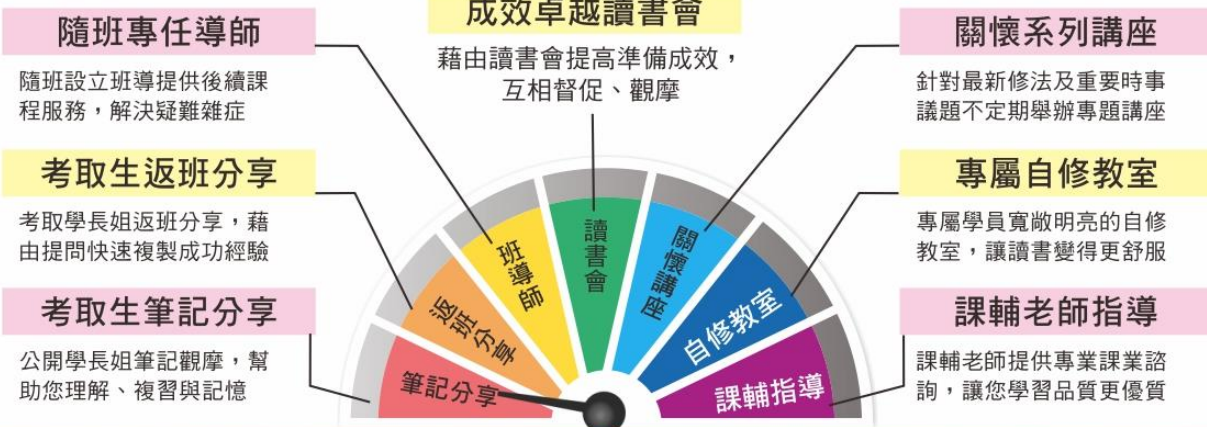 成效卓越讀書會
藉由讀書會提高準備成效，
互相督促、觀摩
隨班專任導師
隨班設立班導提供後續課
程服務，解決疑難雜症
考取生返班分享
考取學長姐返班分享，藉
由提問快速複製成功經驗
考取生筆記分享
公開學長姐筆記觀摩，幫
助您理解、複習與記憶
關懷系列講座
針對最新修法及重要時事
議題不定期舉辦專題講座
專屬自修教室
專屬學員寬敞明亮的自修
教室，讓讀書變得更舒服
課輔老師指導
課輔老師提供專業課業諮
詢，讓您學習品質更優質
筆記分享
返班分享
班導師
讀書會
關懷講座
自修教室
課輔指導